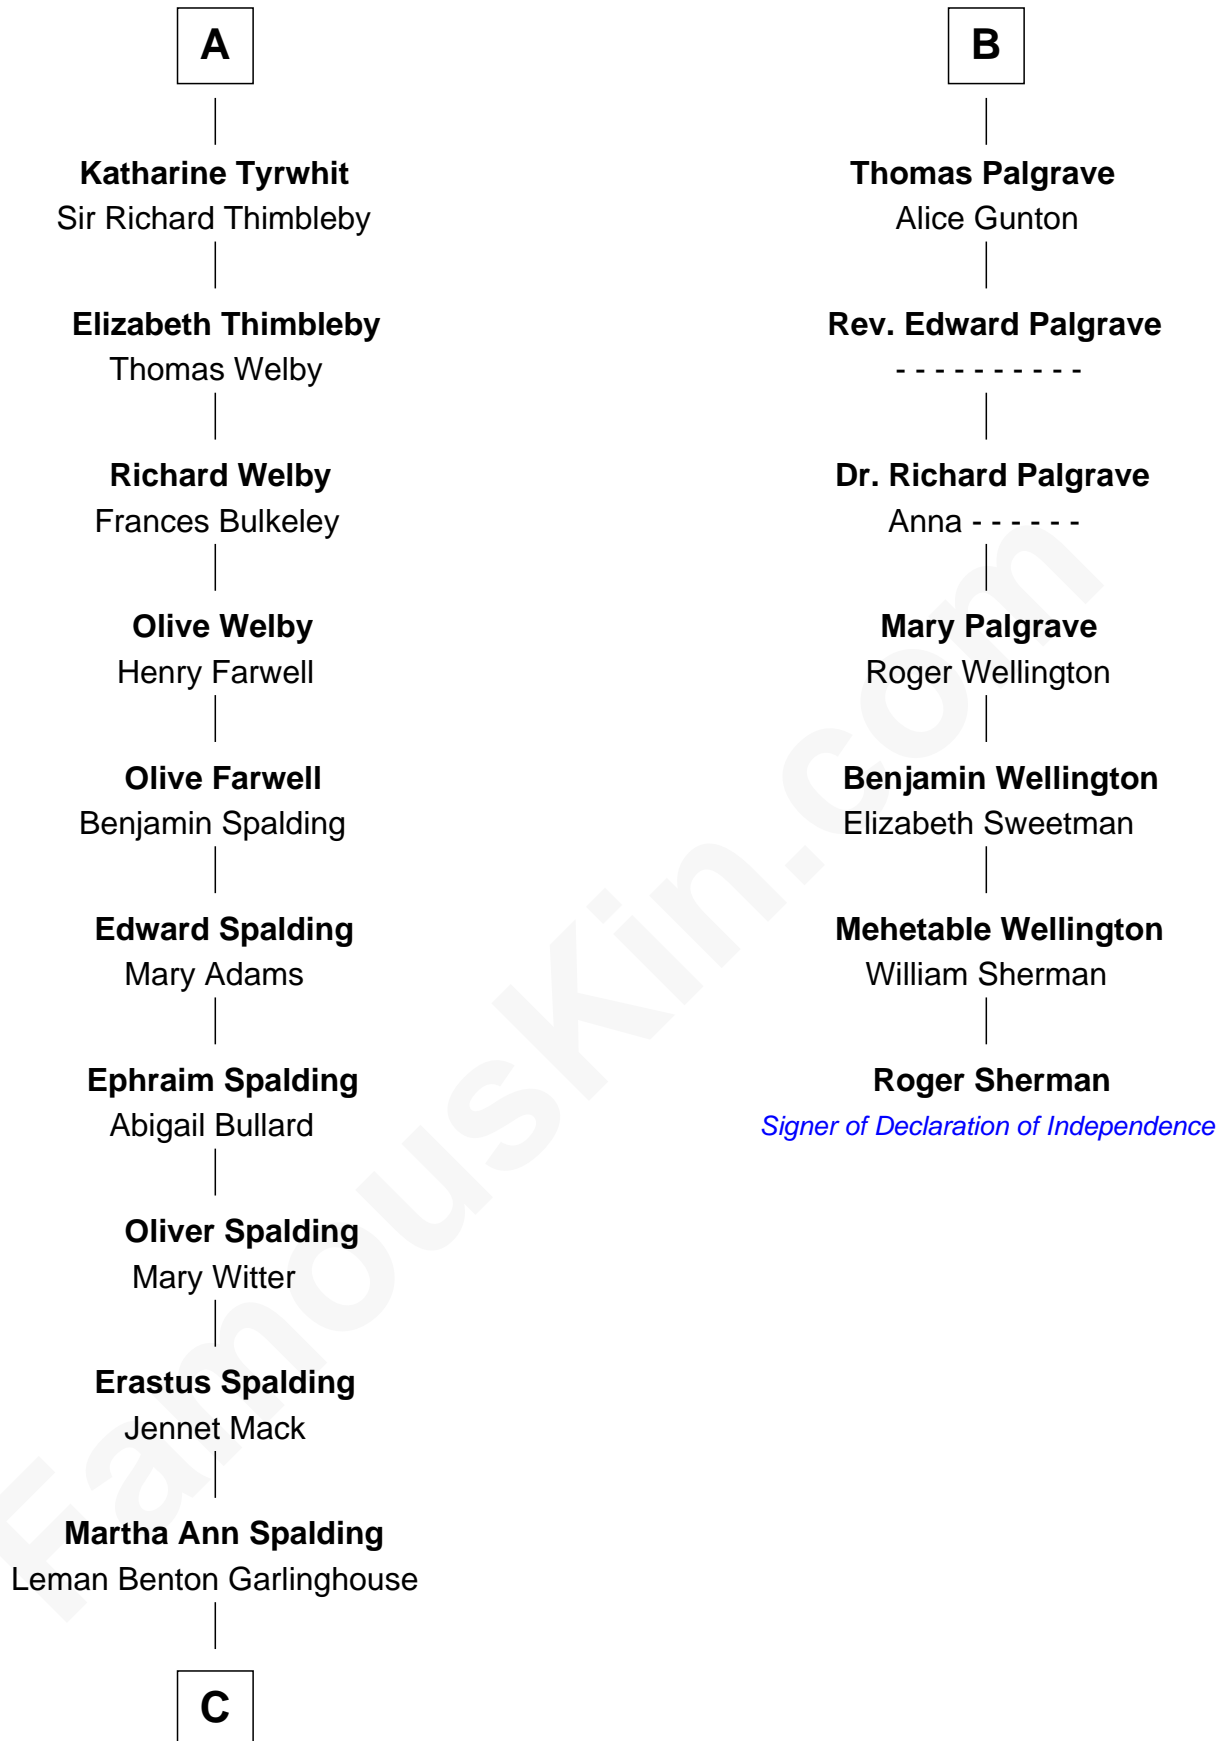 A
Katharine Tyrwhit
Sir Richard Thimbleby
Elizabeth Thimbleby
Thomas Welby
Richard Welby
Frances Bulkeley
Olive Welby
Henry Farwell
Olive Farwell
Benjamin Spalding
Edward Spalding
Mary Adams
Ephraim Spalding
Abigail Bullard
Oliver Spalding
Mary Witter
Erastus Spalding
Jennet Mack
Martha Ann Spalding
Leman Benton Garlinghouse
C
B
Thomas Palgrave
Alice Gunton
Rev. Edward Palgrave
- - - - - - - - - -
Dr. Richard Palgrave
Anna - - - - - -
Mary Palgrave
Roger Wellington
Benjamin Wellington
Elizabeth Sweetman
Mehetable Wellington
William Sherman
Roger Sherman
Signer of Declaration of Independence
FamousKin.com